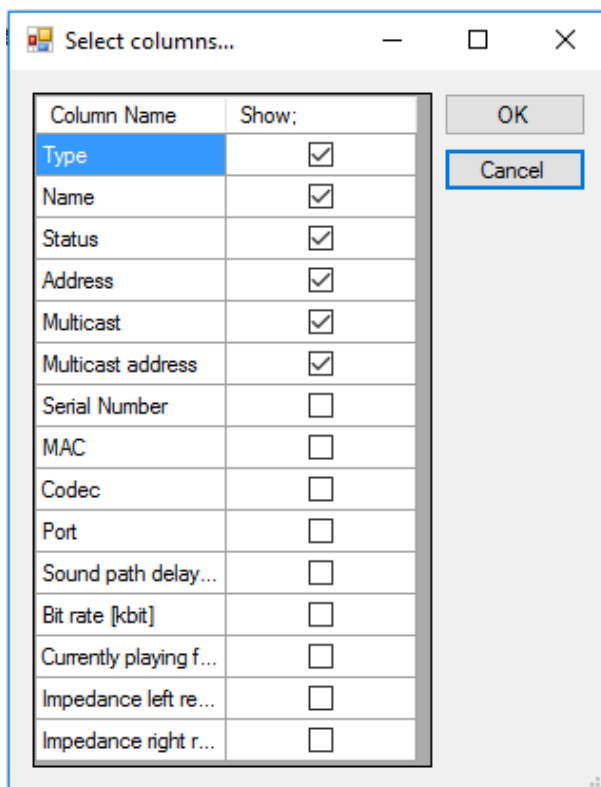 Select columns...
Column Name Show;
OK
Type
Cancel
Name
Status
Address
Multicast
Multicast address
Serial Number
MAC
Codec
Port
Sound path delay...
Bit rate [kbit]
Currently playing f...
Impedance left re...
Impedance right r...